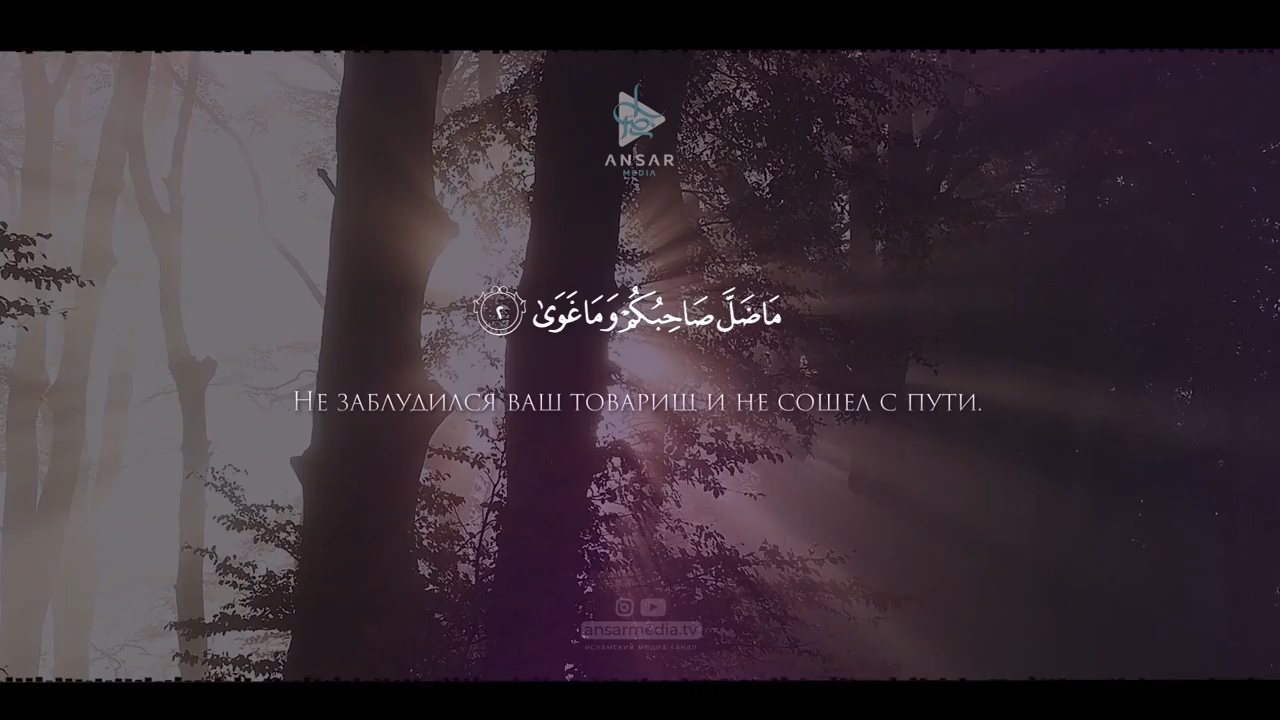 ANSAR
MEDIA
مَا ضَلَّ صَاحِبُكُمْ وَمَا غَوَىٰ ٢
Не заблудился ваш товарищ и не сошел с пути.
ansarmedia.tv
исламский медиа канал